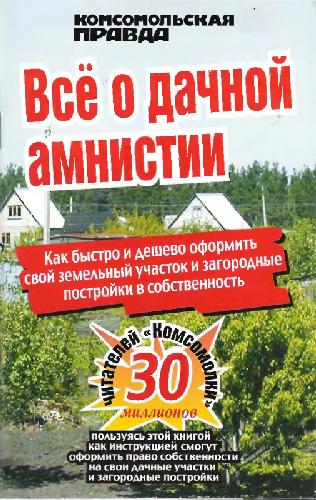 КОМСОМОЛЬСКАЯ
ПРАВДА
Всё о дачной
амнистии
Как быстро и дешево оформить
свой земельный участок и загородные
постройки в собственность
читателей «Комсомолки»
30
миллионов
пользуясь этой книгой
как инструкцией смогут
оформить право собственности
на свои дачные участки
и загородные постройки